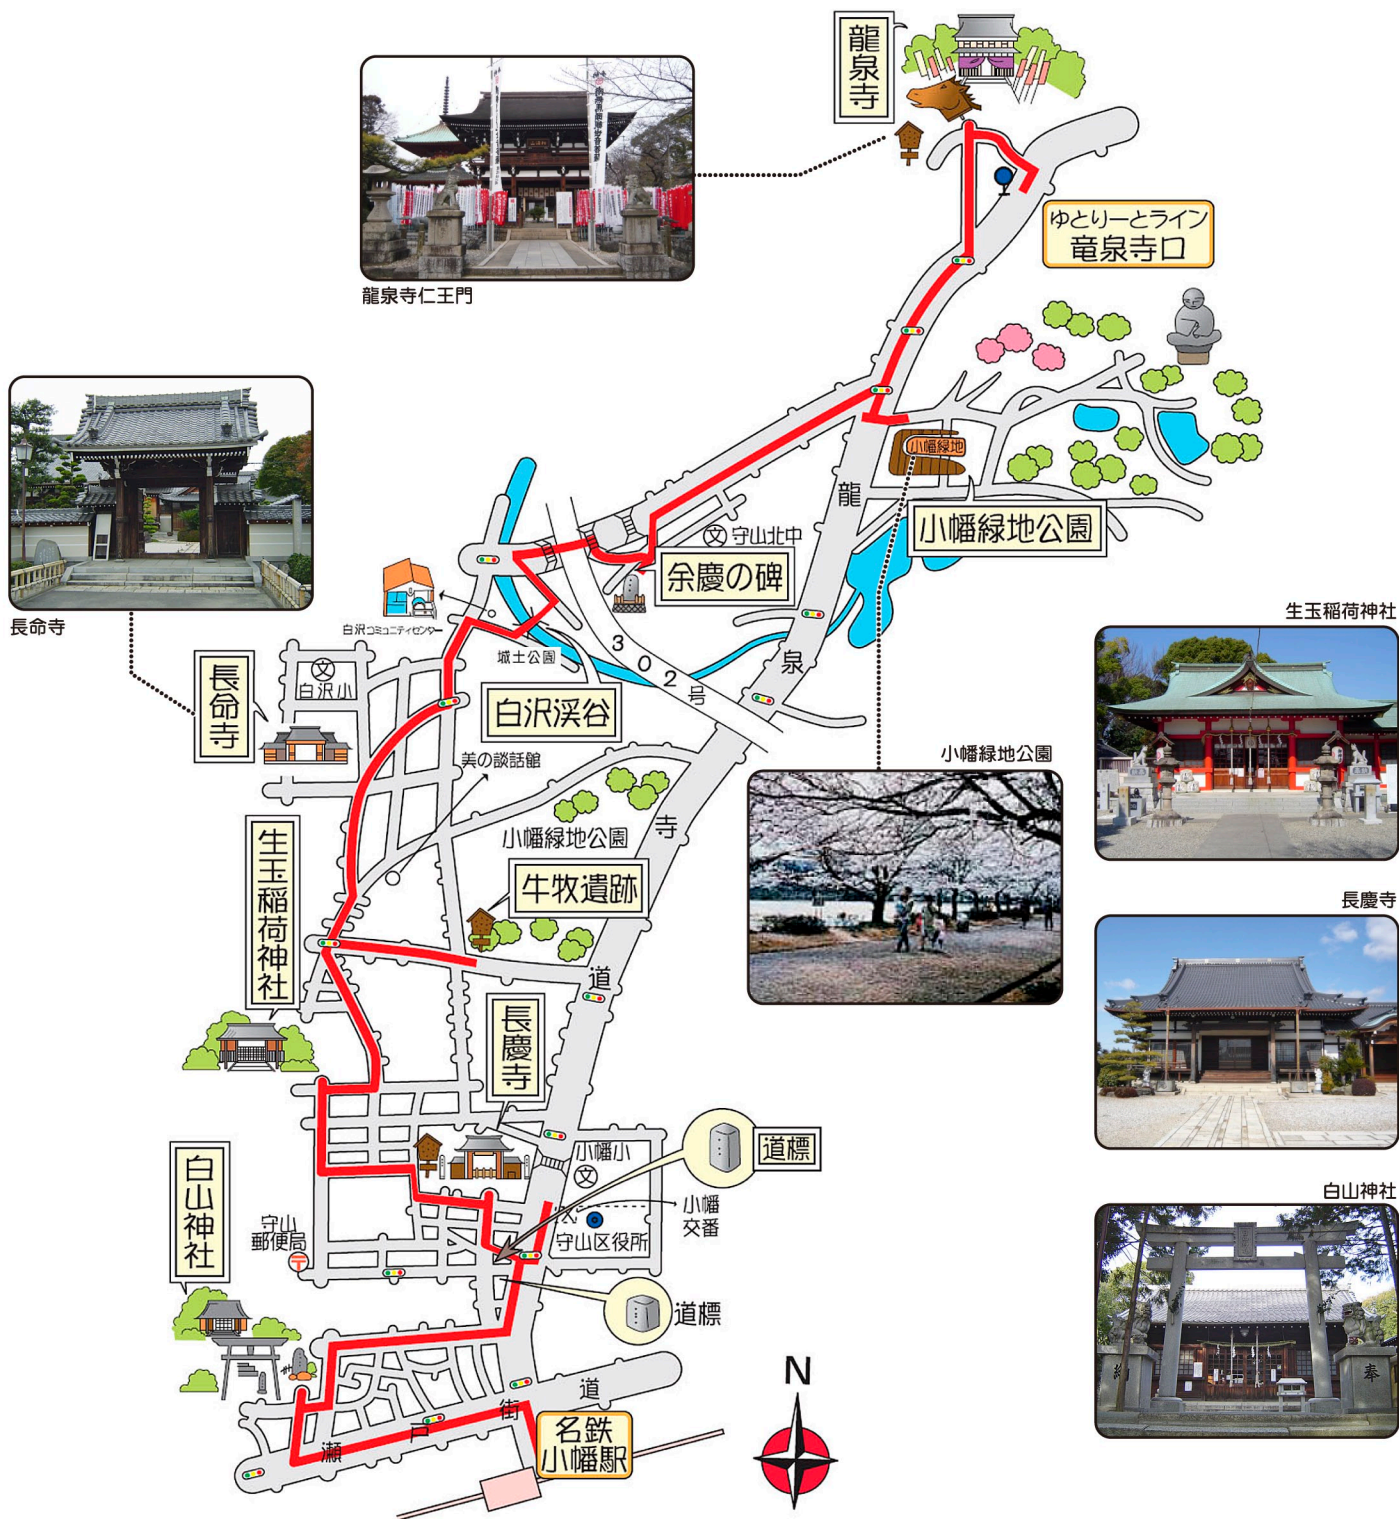 龍泉寺
龍泉寺仁王門
ゆとりーとライン
竜泉寺口
長命寺
小幡緑地
小幡緑地公園
龍泉寺街道
文 守山北中
余慶の碑
白沢コミュニティセンター
城土公園
302号
白沢渓谷
文
白沢小
長命寺
美の談話館
小幡緑地公園
牛牧遺跡
生玉稲荷神社
小幡緑地公園
生玉稲荷神社
長慶寺
長慶寺
白山神社
小幡小
文
道標
小幡
交番
守山区役所
守山
郵便局
〒
白山神社
道標
瀬戸街道
名鉄
小幡駅
N
奉